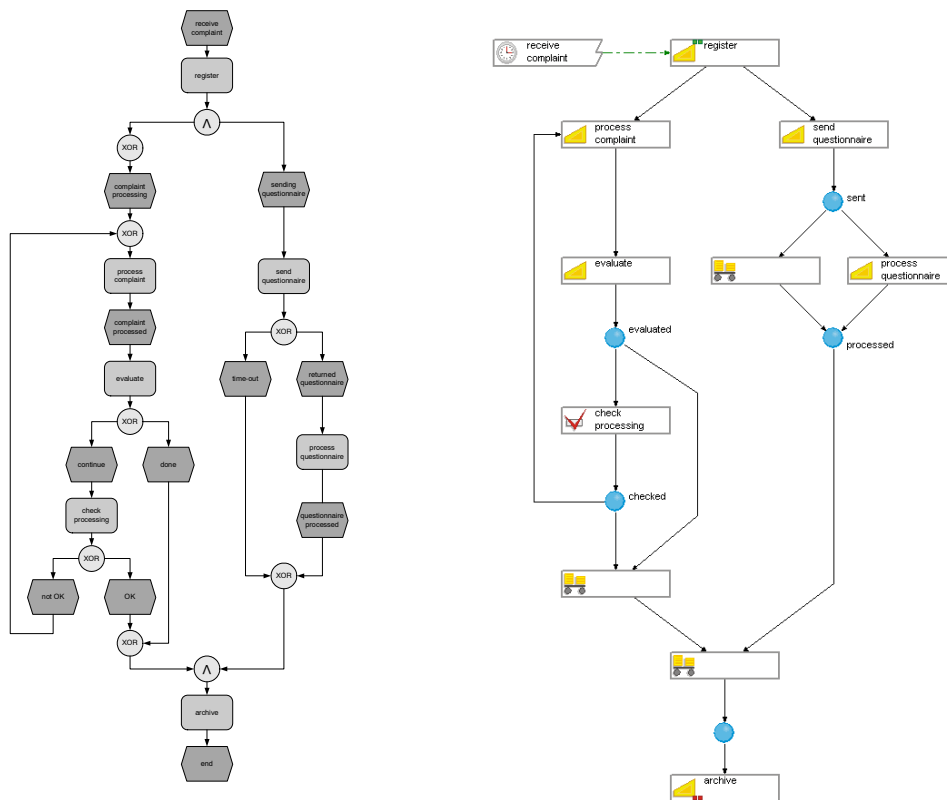 receive
complaint
register
Λ
XOR
complaint
processing
sending
questionnaire
XOR
process
complaint
send
questionnaire
complaint
processed
XOR
evaluate
time-out
returned
questionnaire
XOR
continue
done
process
questionnaire
check
processing
questionnaire
processed
XOR
not OK
OK
XOR
XOR
Λ
archive
end
receive
complaint
register
process
complaint
send
questionnaire
sent
evaluate
process
questionnaire
evaluated
processed
check
processing
checked
archive